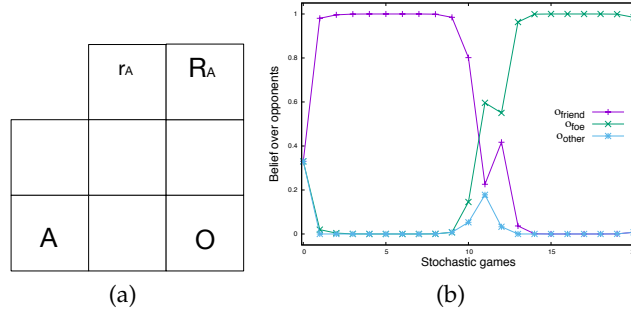 rA RA
A O
(a)
Belief over opponents
1
0.8
0.6
0.4
0.2
0
0 5 10 15
Stochastic games
ofriend
ofoe
oother
(b)